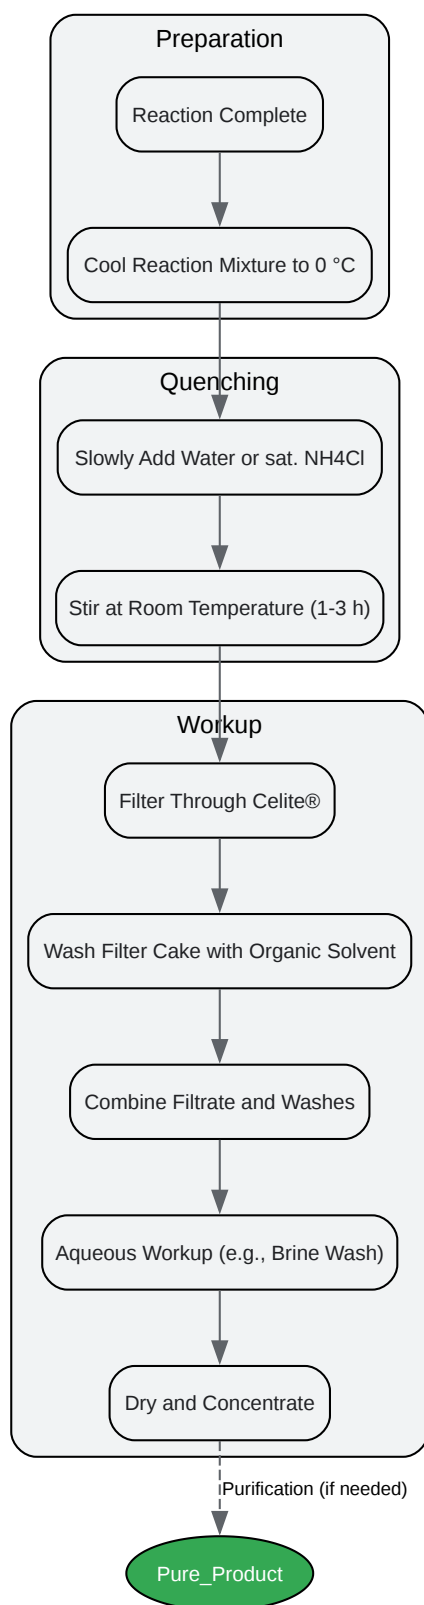 Preparation
Reaction Complete
Cool Reaction Mixture to 0 °C
Quenching
Slowly Add Water or sat. NH4Cl
Stir at Room Temperature (1-3 h)
Workup
Filter Through Celite®
Wash Filter Cake with Organic Solvent
Combine Filtrate and Washes
Aqueous Workup (e.g., Brine Wash)
Dry and Concentrate
Purification (if needed)
Pure_Product